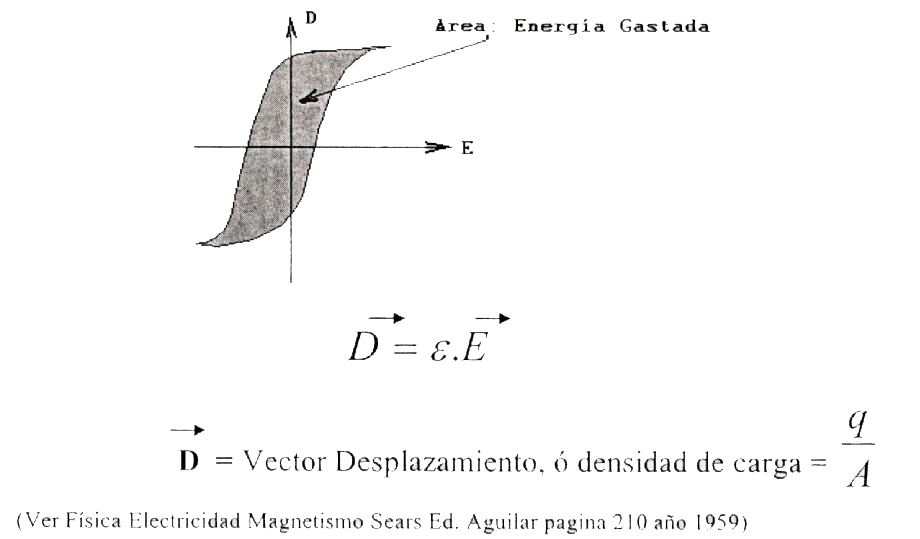 D
Area: Energía Gastada
E
D = ε.E
D = Vector Desplazamiento, ó densidad de carga = q/A
(Ver Física Electricidad Magnetismo Sears Ed. Aguilar pagina 210 año 1959)